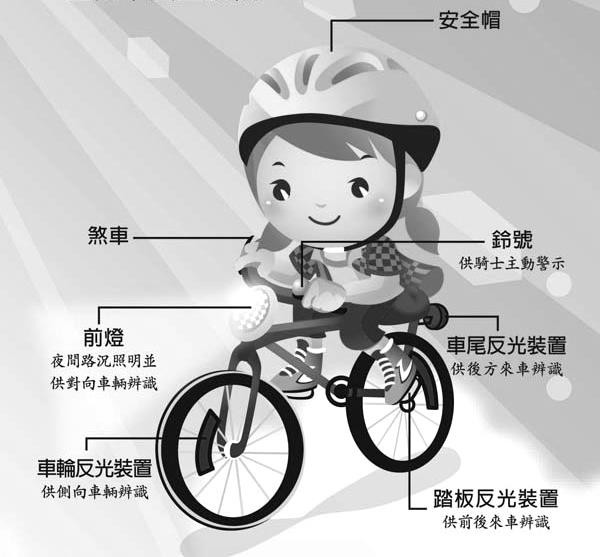 安全帽
煞車
鈴號
供騎士主動警示
前燈
夜間路況照明並
供對向車輛辨識
車尾反光裝置
供後方來車辨識
車輪反光裝置
供側向車輛辨識
踏板反光裝置
供前後來車辨識